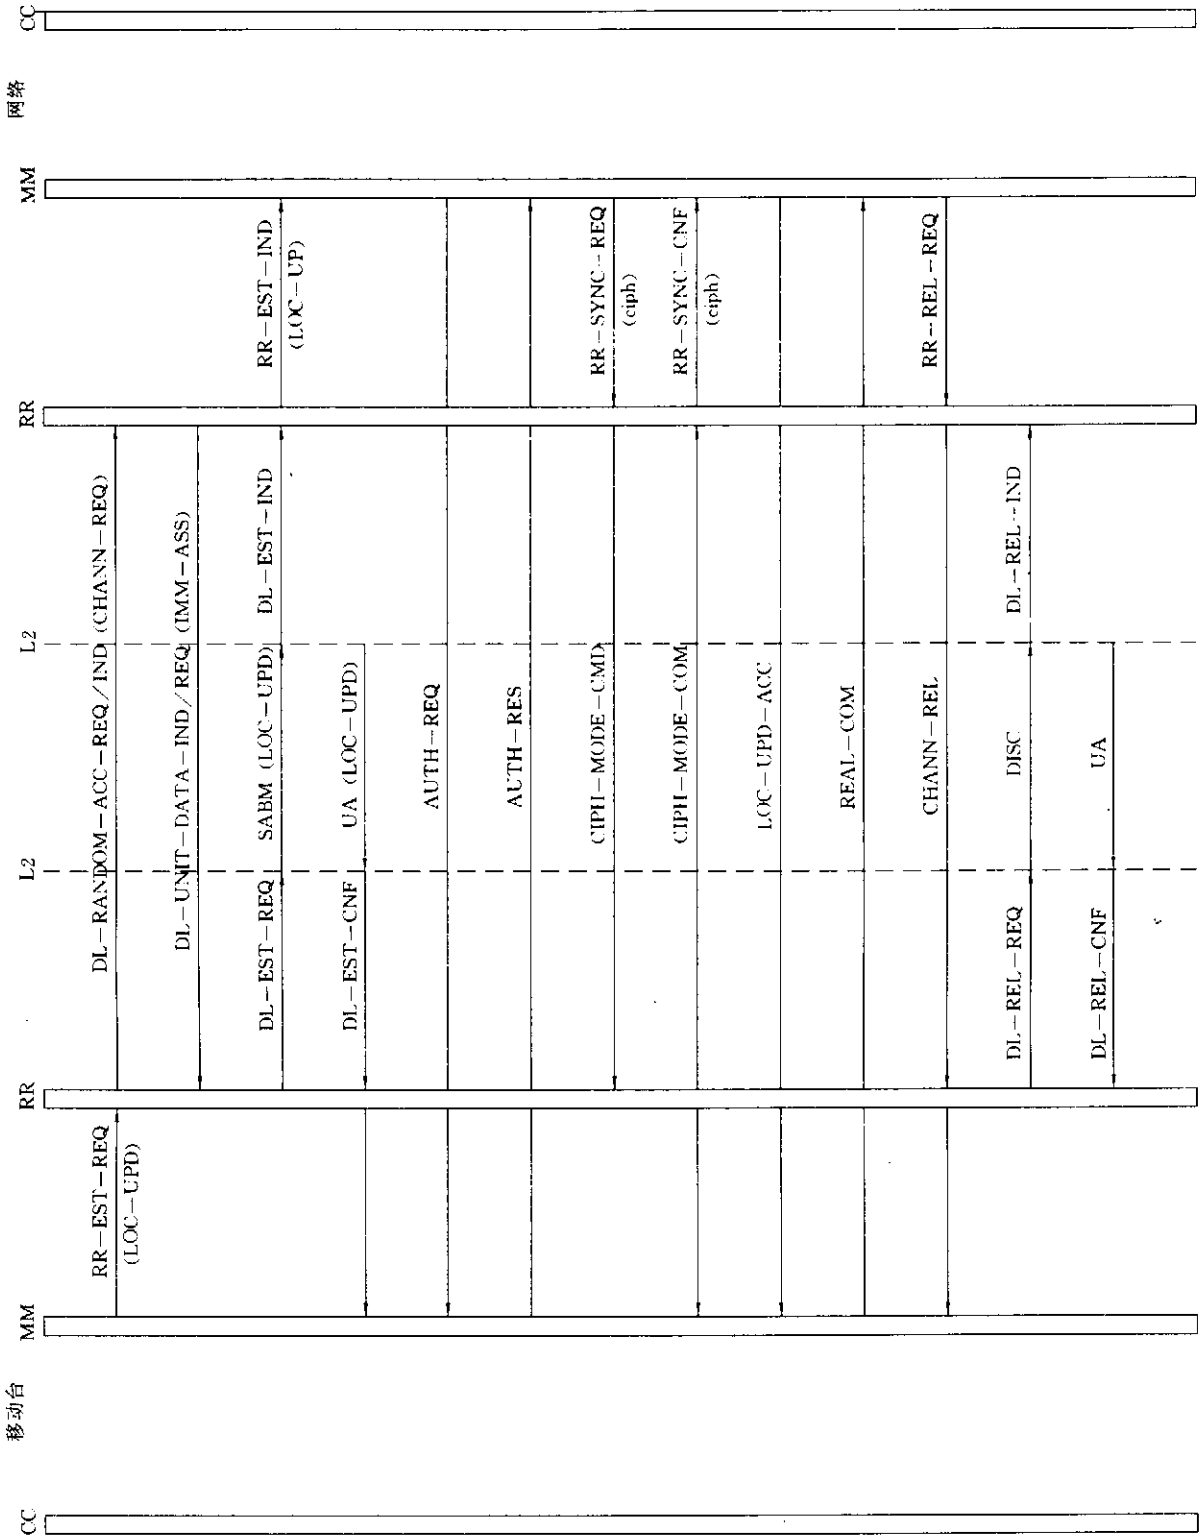 CC
移动台
MM
RR
L2
L2
RR
MM
网络
CC
RR-EST-REQ
(LOC-UPD)
DL-RANDOM-ACC-REQ/IND (CHANN-REQ)
DL-UNIT-DATA-IND/REQ (IMM-ASS)
DL-EST-REQ
SABM (LOC-UPD)
DL-EST-IND
RR-EST-IND
(LOC-UP)
DL-EST-CNF
UA (LOC-UPD)
AUTH-REQ
AUTH-RES
CIPH-MODE-CMD
RR-SYNC-REQ
(ciph)
CIPH-MODE-COM
RR-SYNC-CNF
(ciph)
LOC-UPD-ACC
REAL-COM
CHANN-REL
RR-REL-REQ
DL-REL-REQ
DISC
DL-REL-IND
DL-REL-CNF
UA